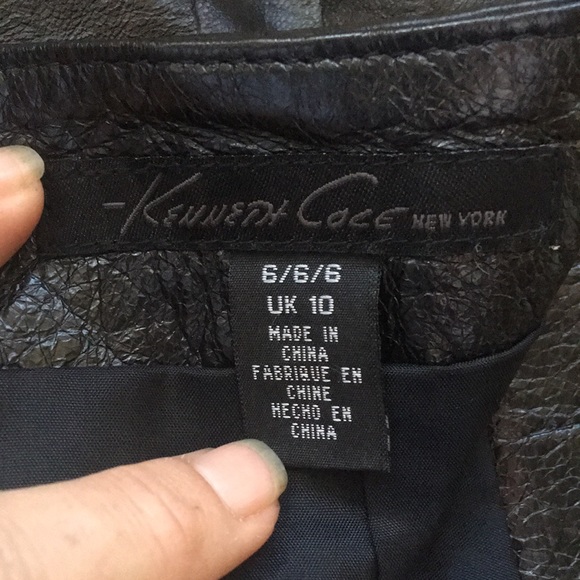 -Kenneth Cole NEW YORK
6/6/6
UK 10
MADE IN
CHINA
FABRIQUE EN
CHINE
HECHO EN
CHINA